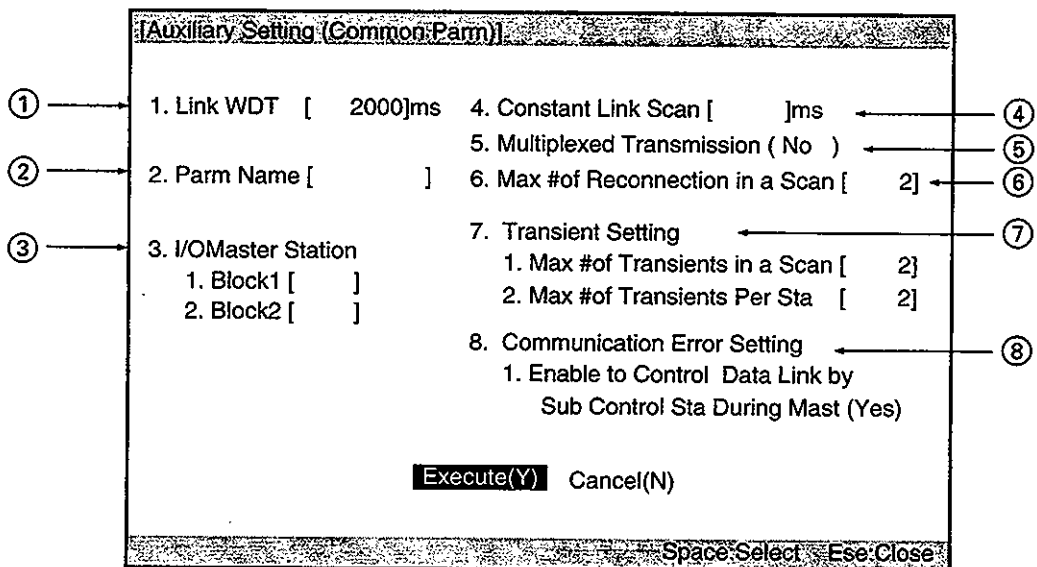 [Auxiliary Setting (Common Parm)]
① 1. Link WDT [ 2000]ms 4. Constant Link Scan [ ]ms ④
5. Multiplexed Transmission ( No ) ⑤
② 2. Parm Name [ ] 6. Max #of Reconnection in a Scan [ 2] ⑥
③ 3. I/OMaster Station
1. Block1 [ ]
2. Block2 [ ]
7. Transient Setting ⑦
1. Max #of Transients in a Scan [ 2]
2. Max #of Transients Per Sta [ 2]
8. Communication Error Setting ⑧
1. Enable to Control Data Link by
Sub Control Sta During Mast (Yes)
Execute(Y) Cancel(N)
Space:Select Ese:Close